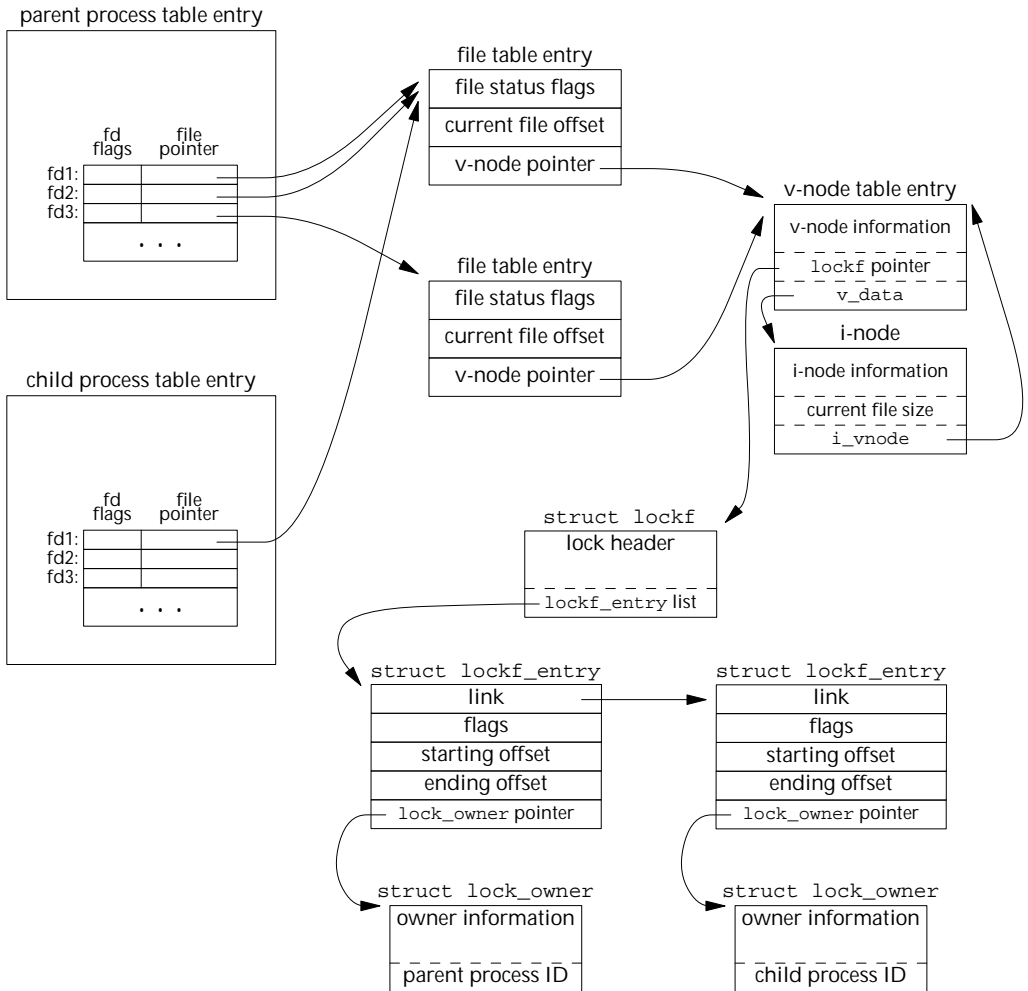 parent process table entry
fd flags
file pointer
fd1:
fd2:
fd3:
. . .
file table entry
file status flags
current file offset
v-node pointer
file table entry
file status flags
current file offset
v-node pointer
v-node table entry
v-node information
lockf pointer
v_data
i-node
i-node information
current file size
i_vnode
child process table entry
fd flags
file pointer
fd1:
fd2:
fd3:
. . .
struct lockf
lock header
lockf_entry list
struct lockf_entry
link
flags
starting offset
ending offset
lock_owner pointer
struct lockf_entry
link
flags
starting offset
ending offset
lock_owner pointer
struct lock_owner
owner information
parent process ID
struct lock_owner
owner information
child process ID